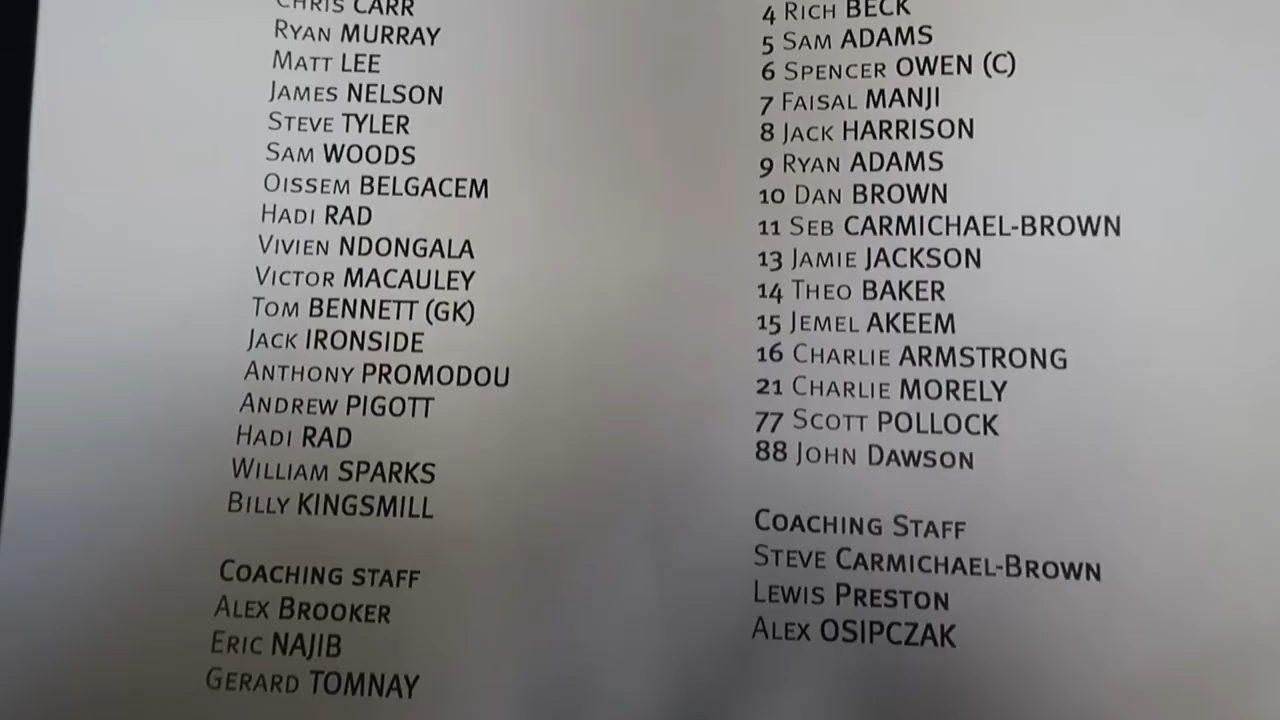 Chris CARR
Ryan MURRAY
Matt LEE
James NELSON
Steve TYLER
Sam WOODS
Oissem BELGACEM
Hadi RAD
Vivien NDONGALA
Victor MACAULEY
Tom BENNETT (GK)
Jack IRONSIDE
Anthony PROMODOU
Andrew PIGOTT
Hadi RAD
William SPARKS
Billy KINGSMILL
Coaching staff
Alex Brooker
Eric NAJIB
Gerard TOMNAY
4 Rich BECK
5 Sam ADAMS
6 Spencer OWEN (C)
7 Faisal MANJI
8 Jack HARRISON
9 Ryan ADAMS
10 Dan BROWN
11 Seb CARMICHAEL-BROWN
13 Jamie JACKSON
14 Theo BAKER
15 Jemel AKEEM
16 Charlie ARMSTRONG
21 Charlie MORELY
77 Scott POLLOCK
88 John Dawson
Coaching Staff
Steve Carmichael-Brown
Lewis Preston
Alex OSIPCZAK